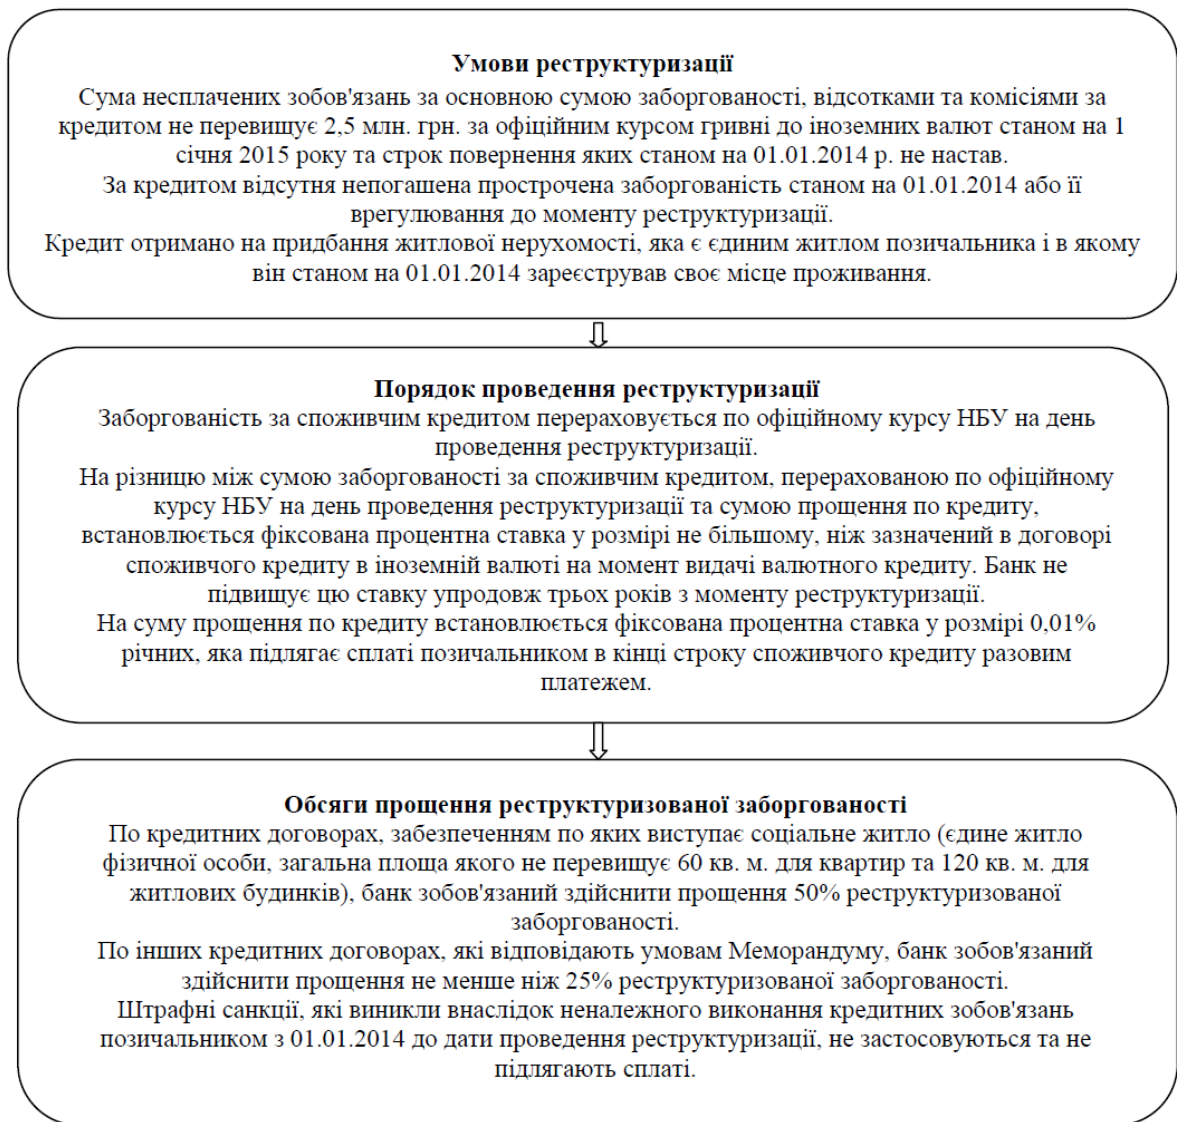 Умови реструктуризації
Сума несплачених зобов'язань за основною сумою заборгованості, відсотками та комісіями за
кредитом не перевищує 2,5 млн. грн. за офіційним курсом гривні до іноземних валют станом на 1
січня 2015 року та строк повернення яких станом на 01.01.2014 р. не настав.
За кредитом відсутня непогашена прострочена заборгованість станом на 01.01.2014 або її
врегулювання до моменту реструктуризації.
Кредит отримано на придбання житлової нерухомості, яка є єдиним житлом позичальника і в якому
він станом на 01.01.2014 зареєстрував своє місце проживання.
Порядок проведення реструктуризації
Заборгованість за споживчим кредитом перераховується по офіційному курсу НБУ на день
проведення реструктуризації.
На різницю між сумою заборгованості за споживчим кредитом, перерахованою по офіційному
курсу НБУ на день проведення реструктуризації та сумою прощення по кредиту,
встановлюється фіксована процентна ставка у розмірі не більшому, ніж зазначений в договорі
споживчого кредиту в іноземній валюті на момент видачі валютного кредиту. Банк не
підвищує цю ставку упродовж трьох років з моменту реструктуризації.
На суму прощення по кредиту встановлюється фіксована процентна ставка у розмірі 0,01%
річних, яка підлягає сплаті позичальником в кінці строку споживчого кредиту разовим
платежем.
Обсяги прощення реструктуризованої заборгованості
По кредитних договорах, забезпеченням по яких виступає соціальне житло (єдине житло
фізичної особи, загальна площа якого не перевищує 60 кв. м. для квартир та 120 кв. м. для
житлових будинків), банк зобов'язаний здійснити прощення 50% реструктуризованої
заборгованості.
По інших кредитних договорах, які відповідають умовам Меморандуму, банк зобов'язаний
здійснити прощення не менше ніж 25% реструктуризованої заборгованості.
Штрафні санкції, які виникли внаслідок неналежного виконання кредитних зобов'язань
позичальником з 01.01.2014 до дати проведення реструктуризації, не застосовуються та не
підлягають сплаті.